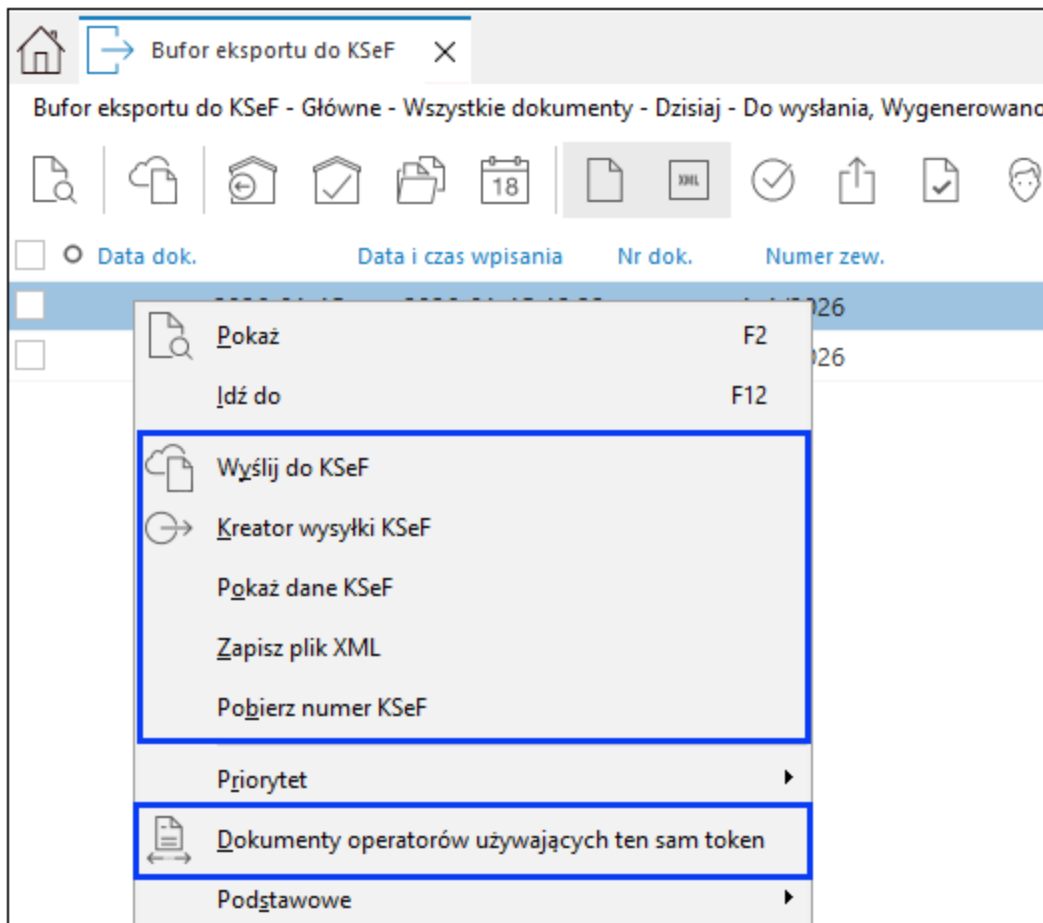 Bufor eksportu do KSeF
Bufor eksportu do KSeF - Główne - Wszystkie dokumenty - Dzisiaj - Do wysłania, Wygenerowano
18 XML
Data dok. Data i czas wpisania Nr dok. Numer zew.
Pokaż F2
Idź do F12
Wyślij do KSeF
Kreator wysyłki KSeF
Pokaż dane KSeF
Zapisz plik XML
Pobierz numer KSeF
Priorytet
Dokumenty operatorów używających ten sam token
Podstawowe